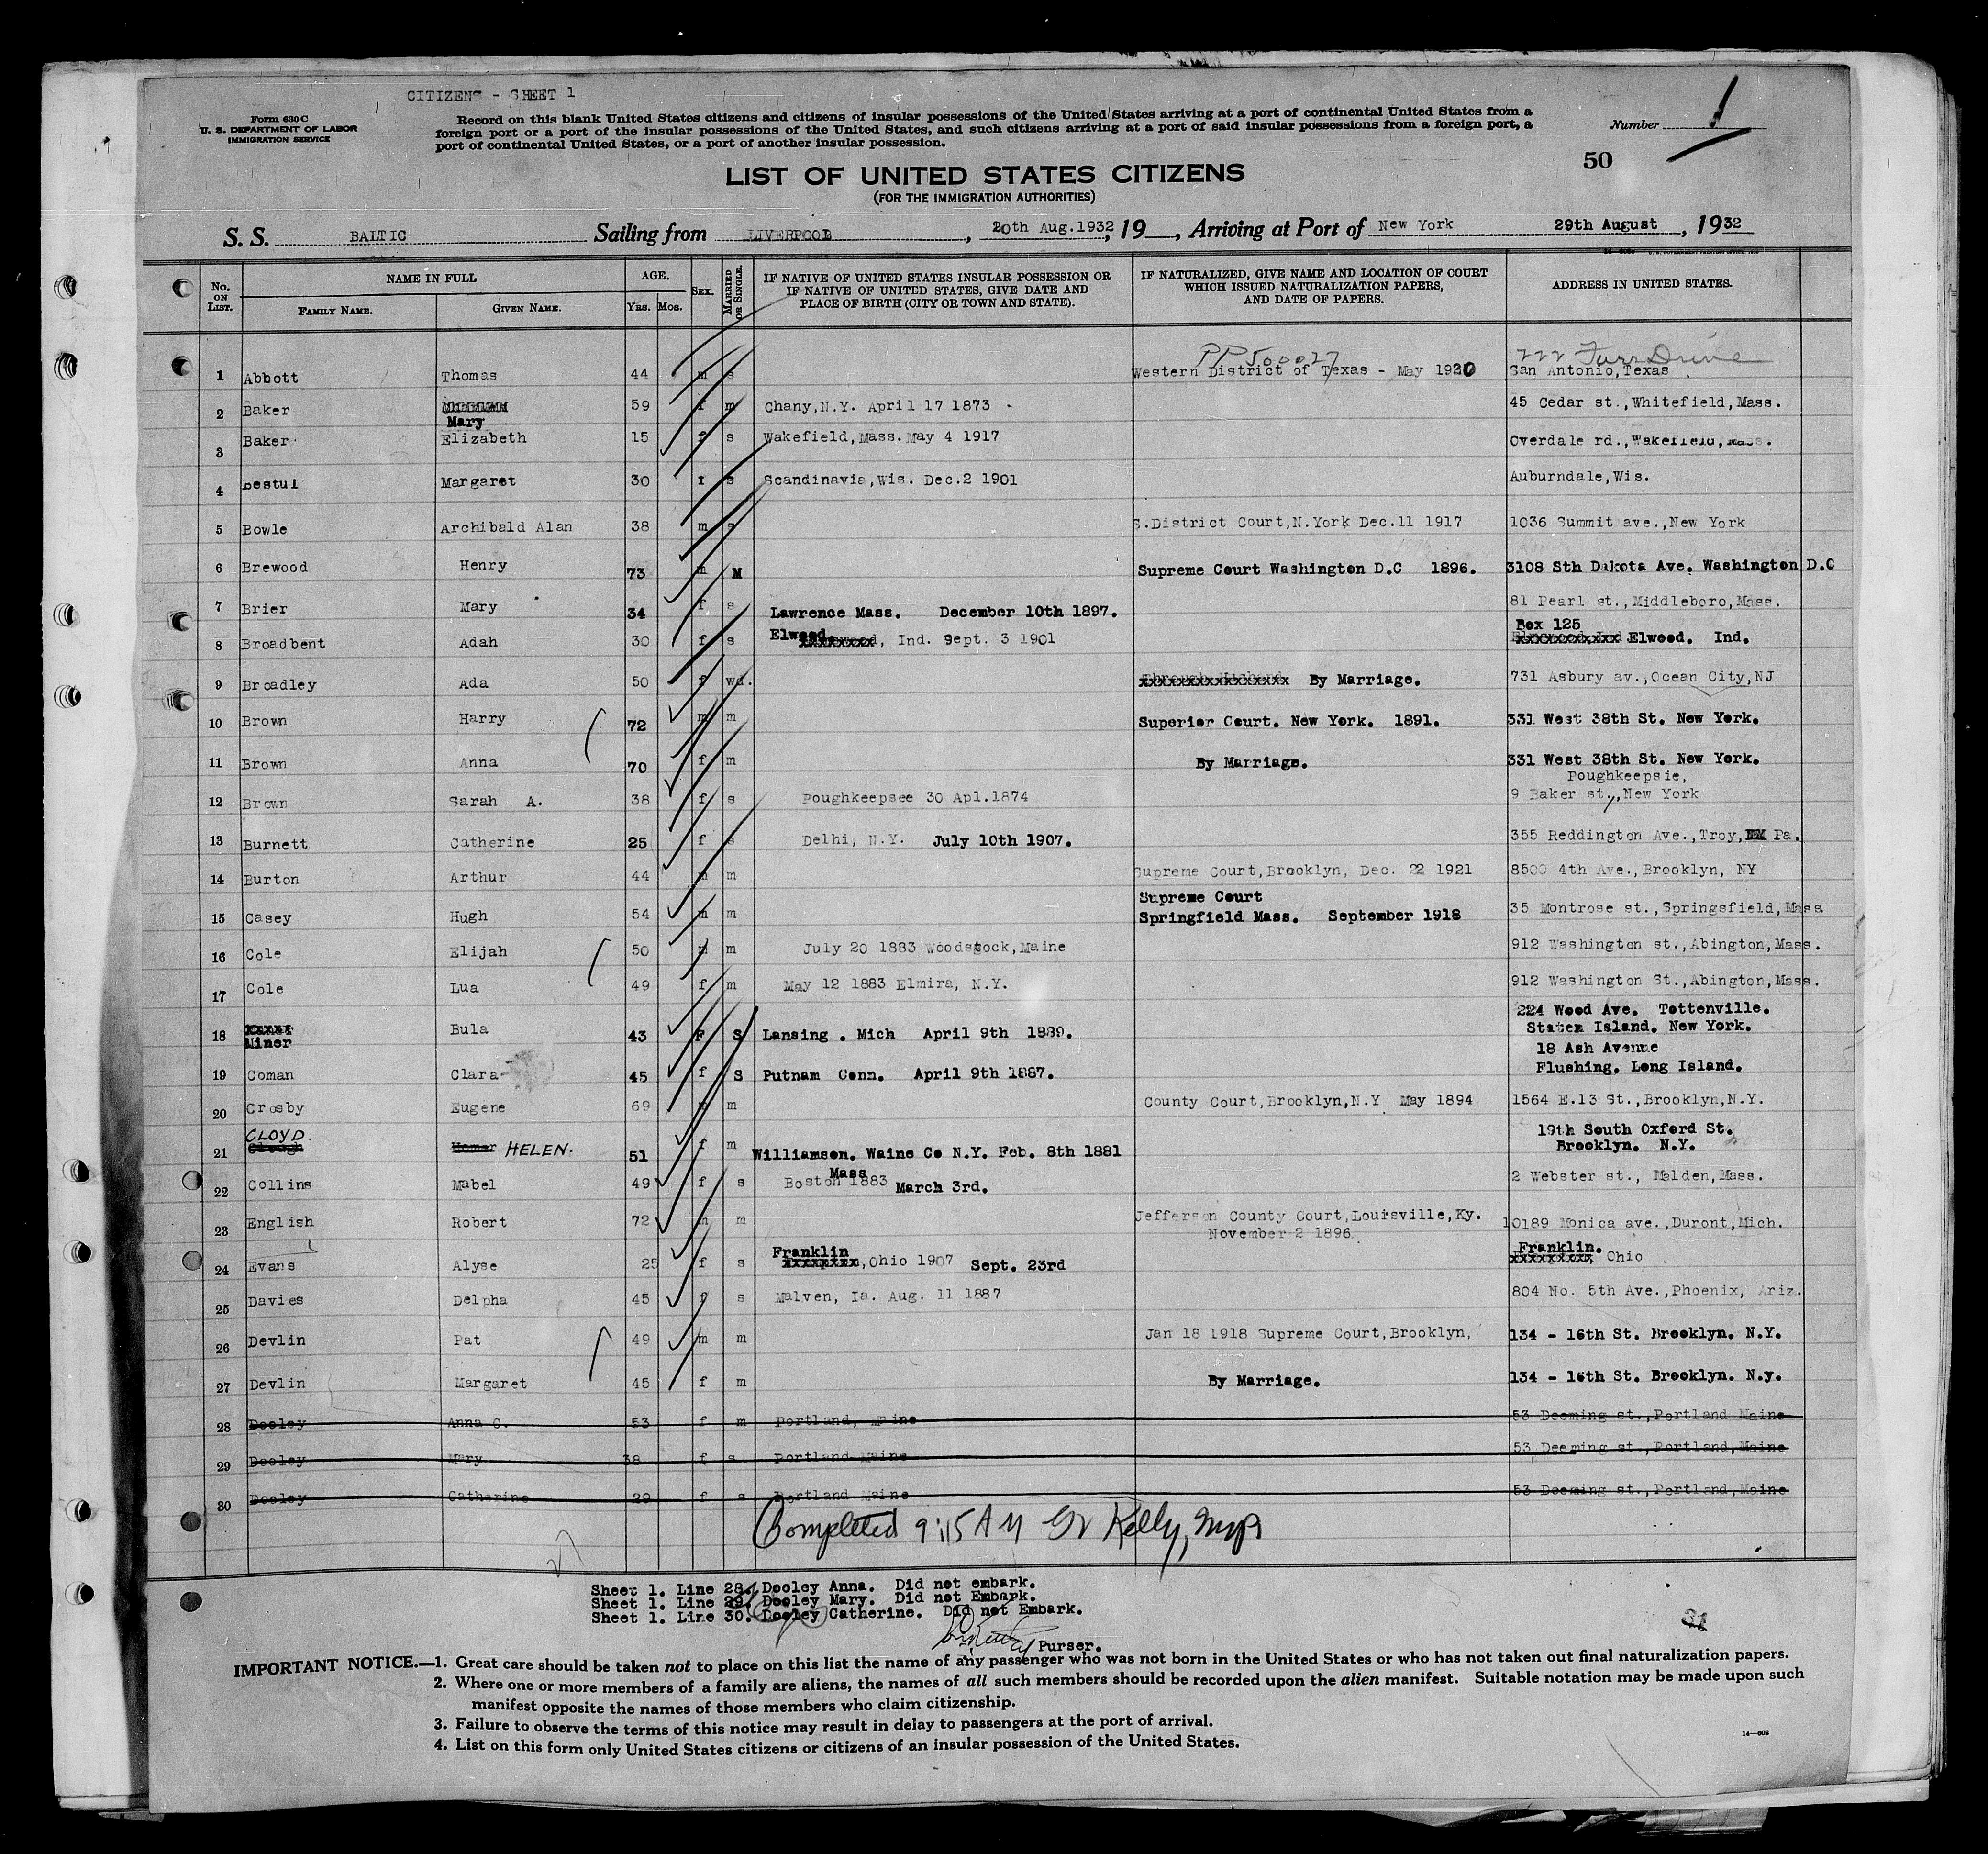 CITIZENS - SHEET 1
Form 630 C
U. S. DEPARTMENT OF LABOR
IMMIGRATION SERVICE
Record on this blank United States citizens and citizens of insular possessions of the United States arriving at a port of continental United States from a
foreign port or a port of the insular possessions of the United States, and such citizens arriving at a port of said insular possessions from a foreign port, a
port of continental United States, or a port of another insular possession.
Number 1
50
LIST OF UNITED STATES CITIZENS
(FOR THE IMMIGRATION AUTHORITIES)
S. S. BALTIC Sailing from LIVERPOOL, 20th Aug.1932, 19 , Arriving at Port of New York 29th August, 1932
No. ON LIST. NAME IN FULL AGE. SEX. MARRIED OR SINGLE. IF NATIVE OF UNITED STATES INSULAR POSSESSION OR IF NATIVE OF UNITED STATES, GIVE DATE AND PLACE OF BIRTH (CITY OR TOWN AND STATE). IF NATURALIZED, GIVE NAME AND LOCATION OF COURT WHICH ISSUED NATURALIZATION PAPERS, AND DATE OF PAPERS. ADDRESS IN UNITED STATES.
FAMILY NAME. GIVEN NAME. YRS. MOS.
PP 500027 222 Furr Drive
1 Abbott Thomas 44 m s Western District of Texas - May 1920 San Antonio,Texas
2 Baker Mary 59 f m Chany,N.Y. April 17 1873 45 Cedar st.,Whitefield,Mass.
3 Baker Elizabeth 15 f s Wakefield,Mass.May 4 1917 Overdale rd.,Wakefield,Mass.
4 Bestul Margaret 30 f s Scandinavia,Wis. Dec.2 1901 Auburndale,Wis.
5 Bowle Archibald Alan 38 m s S.District Court,N.York Dec.11 1917 1036 Summit ave.,New York
6 Brewood Henry 73 m M Supreme Court Washington D.C 1896. 3108 Sth Dakota Ave. Washington D.C
7 Brier Mary 34 f s Lawrence Mass. December 10th 1897. 81 Pearl st.,Middleboro,Mass.
Elwood Box 125
8 Broadbent Adah 30 f s xxxxxxxx, Ind. Sept. 3 1901 xxxxxxxxxxxx Elwood. Ind.
9 Broadley Ada 50 f wd. xxxxxxxxxxxxxxxxx By Marriage. 731 Asbury av.,Ocean City,NJ
10 Brown Harry 72 m m Superior Court. New York. 1891. 331 West 38th St. New York.
11 Brown Anna 70 f m By Marriage. 331 West 38th St. New York.
Poughkeepsie,
12 Brown Sarah A. 38 f s Poughkeepsee 30 Apl.1874 9 Baker st.,New York
13 Burnett Catherine 25 f s Delhi, N.Y. July 10th 1907. 355 Reddington Ave.,Troy, Pa.
14 Burton Arthur 44 m m Supreme Court,Brooklyn, Dec. 22 1921 8500 4th Ave.,Brooklyn, NY
Supreme Court
15 Casey Hugh 54 m m Springfield Mass. September 1918 35 Montrose st.,Springsfield,Mass
16 Cole Elijah 50 m m July 20 1883 Woodstock,Maine 912 Washington st.,Abington,Mass.
17 Cole Lua 49 f m May 12 1883 Elmira, N.Y. 912 Washington St.,Abington,Mass.
224 Wood Ave. Tottenville.
18 xxxxx Miner Bula 43 F S Lansing . Mich April 9th 1889. Staten Island. New York.
18 Ash Avenue
19 Coman Clara 45 f S Putnam Conn. April 9th 1887. Flushing. Long Island.
20 Crosby Eugene 69 m m County Court,Brooklyn,N.Y May 1894 1564 E.13 St.,Brooklyn,N.Y.
CLOYD. 19th South Oxford St.
21 Clough Homer HELEN. 51 f m Williamson. Waine Co N.Y. Feb. 8th 1881 Brooklyn. N.Y.
Mass
22 Collins Mabel 49 f s Boston 1883 March 3rd. 2 Webster st., Malden,Mass.
23 English Robert 72 m m Jefferson County Court,Louisville,Ky. 10189 Monica ave.,Duront,Mich.
November 2 1896
Franklin Franklin.
24 Evans Alyse 25 f s xxxxxxxx,Ohio 1907 Sept. 23rd xxxxxxxxx, Ohio
25 Davies Delpha 45 f s Malven, Ia. Aug. 11 1887 804 No. 5th Ave.,Phoenix, Ariz.
26 Devlin Pat 49 m m Jan 18 1918 Supreme Court,Brooklyn, 134 - 16th St. Brooklyn. N.Y.
27 Devlin Margaret 45 f m By Marriage. 134 - 16th St. Brooklyn. N.y.
28 Dooley Anna C. 53 f m Portland, Maine 53 Deeming st.,Portland Maine
29 Dooley Mary 38 f s Portland Maine 53 Deeming st.,Portland,Maine
30 Dooley Catherine 29 f s Portland Maine 53 Deeming st.,Portland,Maine
Completed 9:15 AM Kelly,
27
Sheet 1. Line 28. Dooley Anna. Did not embark.
Sheet 1. Line 29. Dooley Mary. Did not Embark.
Sheet 1. Line 30. Dooley Catherine. Did not Embark.
Purser.
31
IMPORTANT NOTICE.—1. Great care should be taken not to place on this list the name of any passenger who was not born in the United States or who has not taken out final naturalization papers.
2. Where one or more members of a family are aliens, the names of all such members should be recorded upon the alien manifest. Suitable notation may be made upon such
manifest opposite the names of those members who claim citizenship.
3. Failure to observe the terms of this notice may result in delay to passengers at the port of arrival.
4. List on this form only United States citizens or citizens of an insular possession of the United States.
14—608